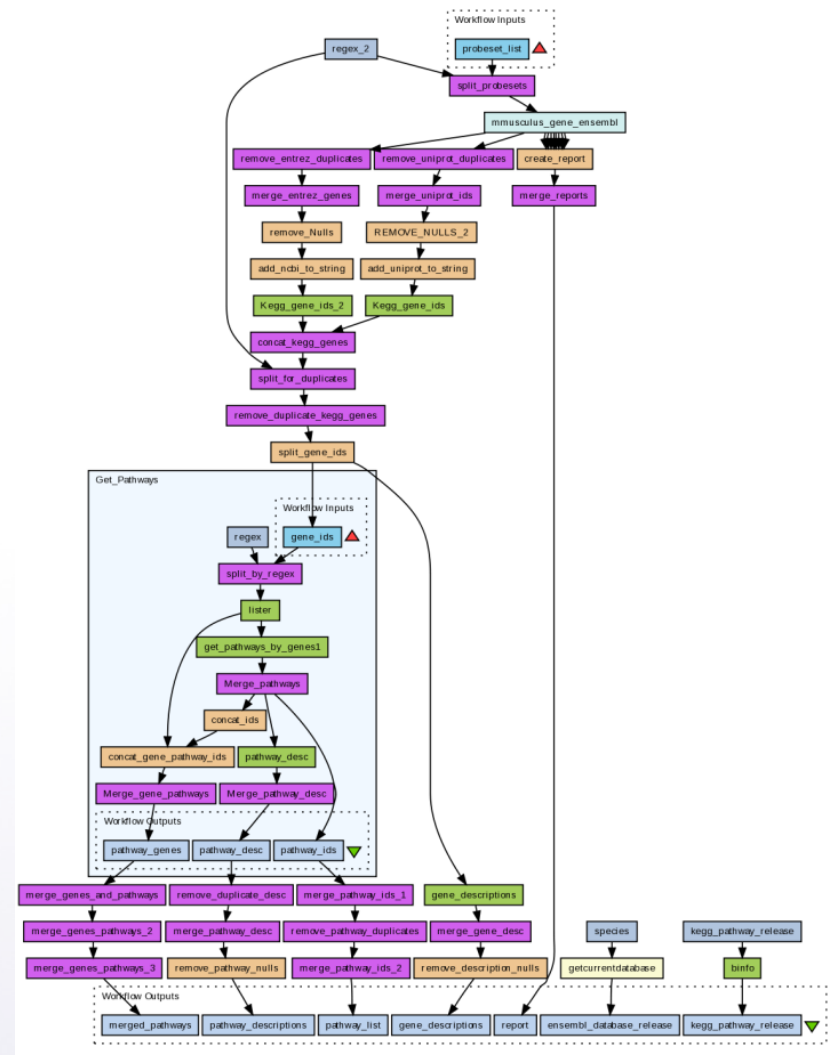 Workflow Inputs
regex_2
probeset_list
split_probesets
mmusculus_gene_ensembl
remove_entrez_duplicates
remove_uniprot_duplicates
create_report
merge_entrez_genes
merge_uniprot_ids
merge_reports
remove_Nulls
REMOVE_NULLS_2
add_ncbi_to_string
add_uniprot_to_string
Kegg_gene_ids_2
Kegg_gene_ids
concat_kegg_genes
split_for_duplicates
remove_duplicate_kegg_genes
split_gene_ids
Get_Pathways
Workflow Inputs
regex
gene_ids
split_by_regex
lister
get_pathways_by_genes1
Merge_pathways
concat_ids
concat_gene_pathway_ids
pathway_desc
Merge_gene_pathways
Merge_pathway_desc
Workflow Outputs
pathway_genes
pathway_desc
pathway_ids
merge_genes_and_pathways
remove_duplicate_desc
merge_pathway_ids_1
gene_descriptions
merge_genes_pathways_2
merge_pathway_desc
remove_pathway_duplicates
merge_gene_desc
species
kegg_pathway_release
merge_genes_pathways_3
remove_pathway_nulls
merge_pathway_ids_2
remove_description_nulls
getcurrentdatabase
binfo
Workflow Outputs
merged_pathways
pathway_descriptions
pathway_list
gene_descriptions
report
ensembl_database_release
kegg_pathway_release